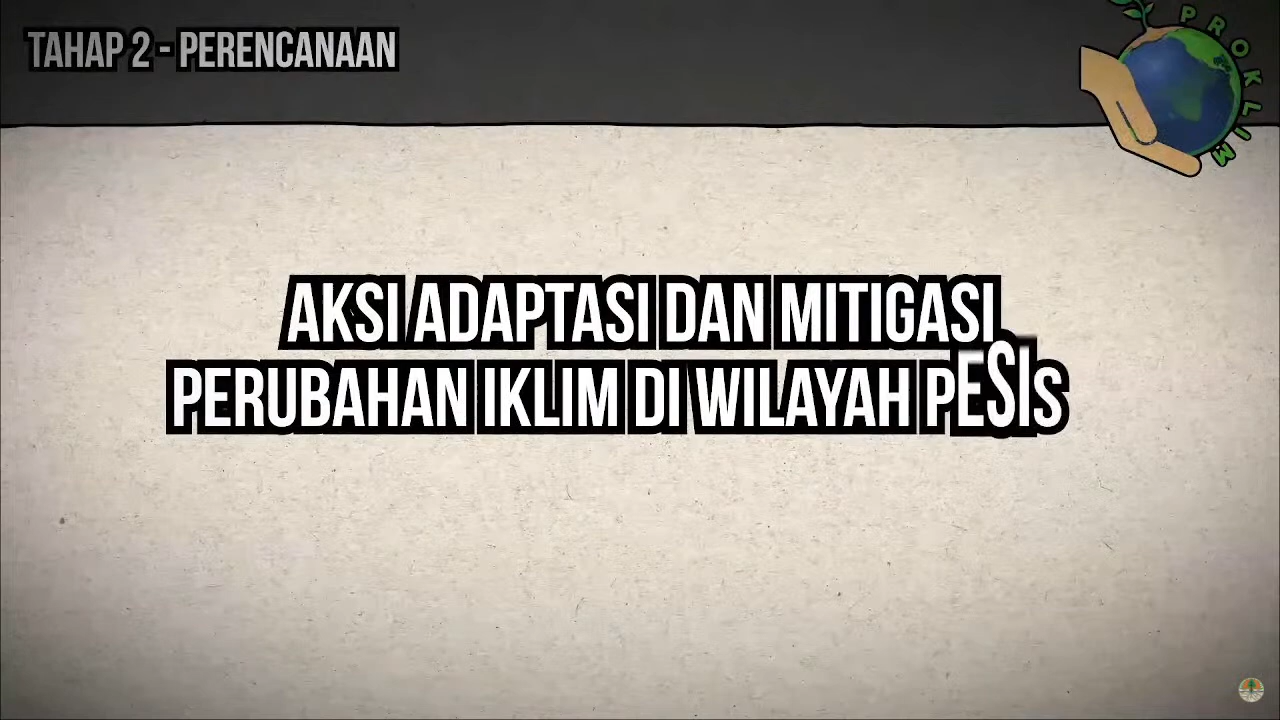 TAHAP 2 - PERENCANAAN
PROKLIM
AKSI ADAPTASI DAN MITIGASI
PERUBAHAN IKLIM DI WILAYAH PESIS